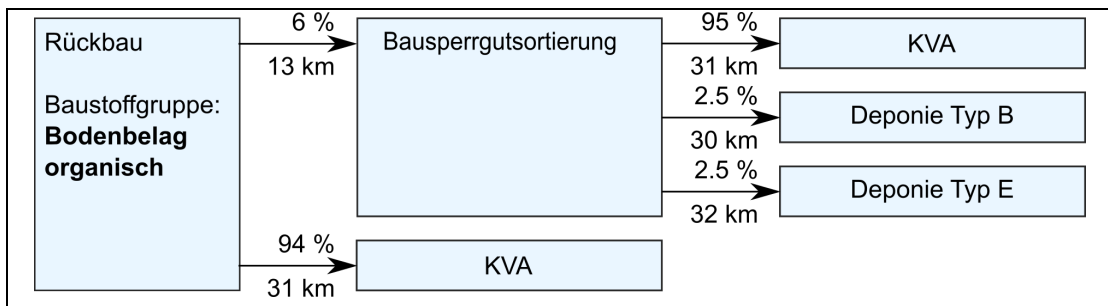 Rückbau
Baustoffgruppe:
Bodenbelag
organisch
6 %
13 km
Bausperrgutsortierung
95 %
31 km
KVA
2.5 %
30 km
Deponie Typ B
2.5 %
32 km
Deponie Typ E
94 %
31 km
KVA